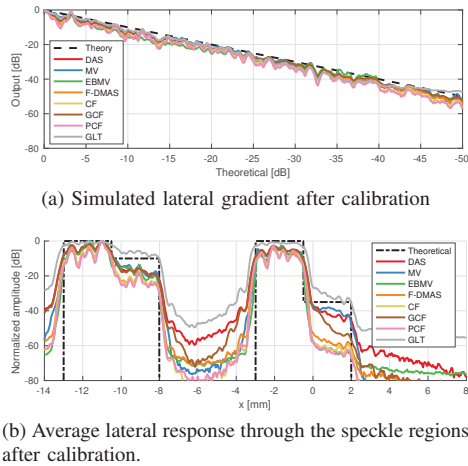 0
-20
-40
-60
-80
Output [dB]
Theory
DAS
MV
EBMV
F-DMAS
CF
GCF
PCF
GLT
0
-5
-10
-15
-20
-25
-30
-35
-40
-45
-50
Theoretical [dB]
(a) Simulated lateral gradient after calibration
0
-20
-40
-60
-80
Normalized amplitude [dB]
Theoretical
DAS
MV
EBMV
F-DMAS
CF
GCF
PCF
GLT
-14
-12
-10
-8
-6
-4
-2
0
2
4
6
8
x [mm]
(b) Average lateral response through the speckle regions
after calibration.